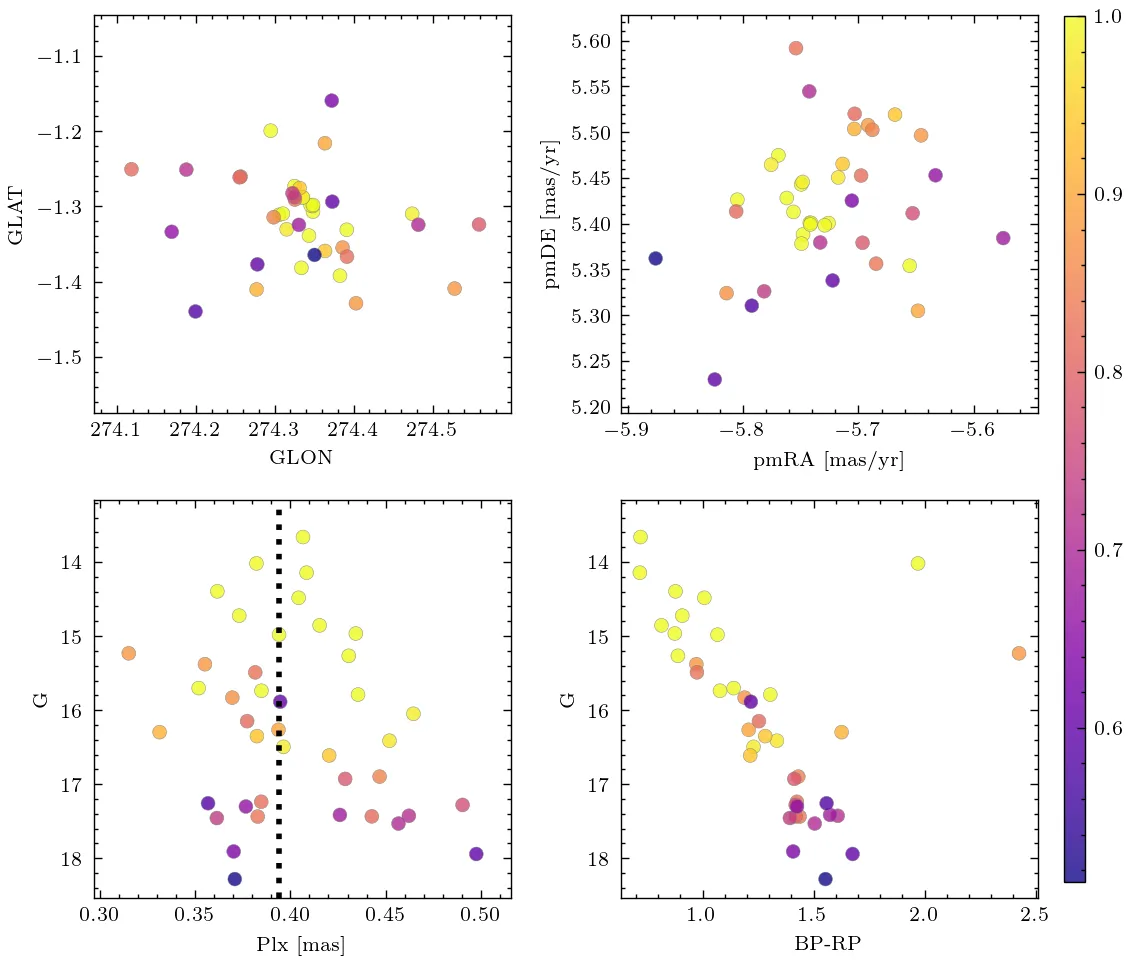 −1.1
−1.2
−1.3
−1.4
−1.5
GLAT
274.1 274.2 274.3 274.4 274.5
GLON
5.60
5.55
5.50
5.45
5.40
5.35
5.30
5.25
5.20
pmDE [mas/yr]
−5.9 −5.8 −5.7 −5.6
pmRA [mas/yr]
1.0
0.9
0.8
0.7
0.6
14
15
16
17
18
G
0.30 0.35 0.40 0.45 0.50
Plx [mas]
14
15
16
17
18
G
1.0 1.5 2.0 2.5
BP-RP